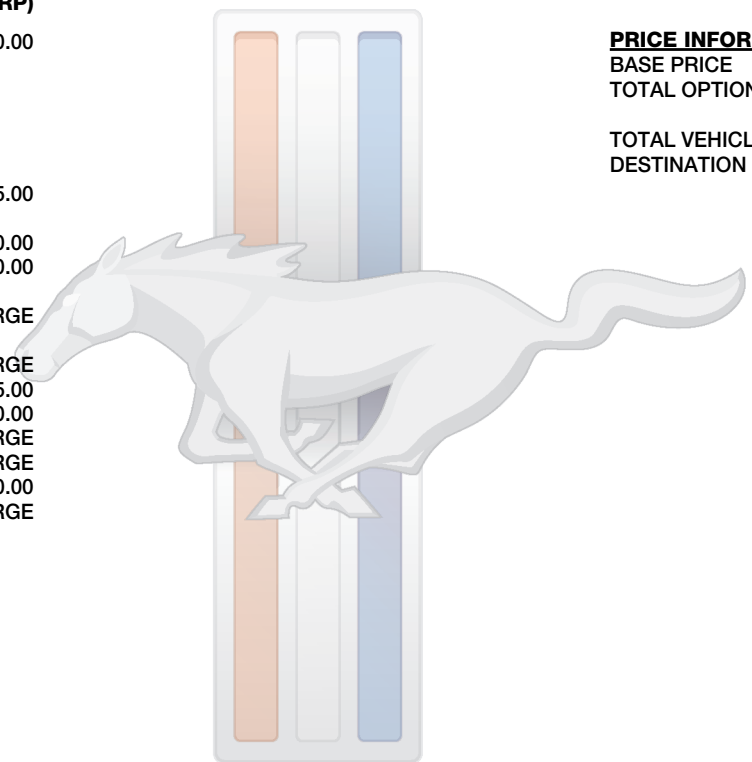 RP)
0.00
5.00
0.00
0.00
RGE
RGE
5.00
0.00
RGE
RGE
0.00
RGE
PRICE INFOR
BASE PRICE
TOTAL OPTION
TOTAL VEHICL
DESTINATION